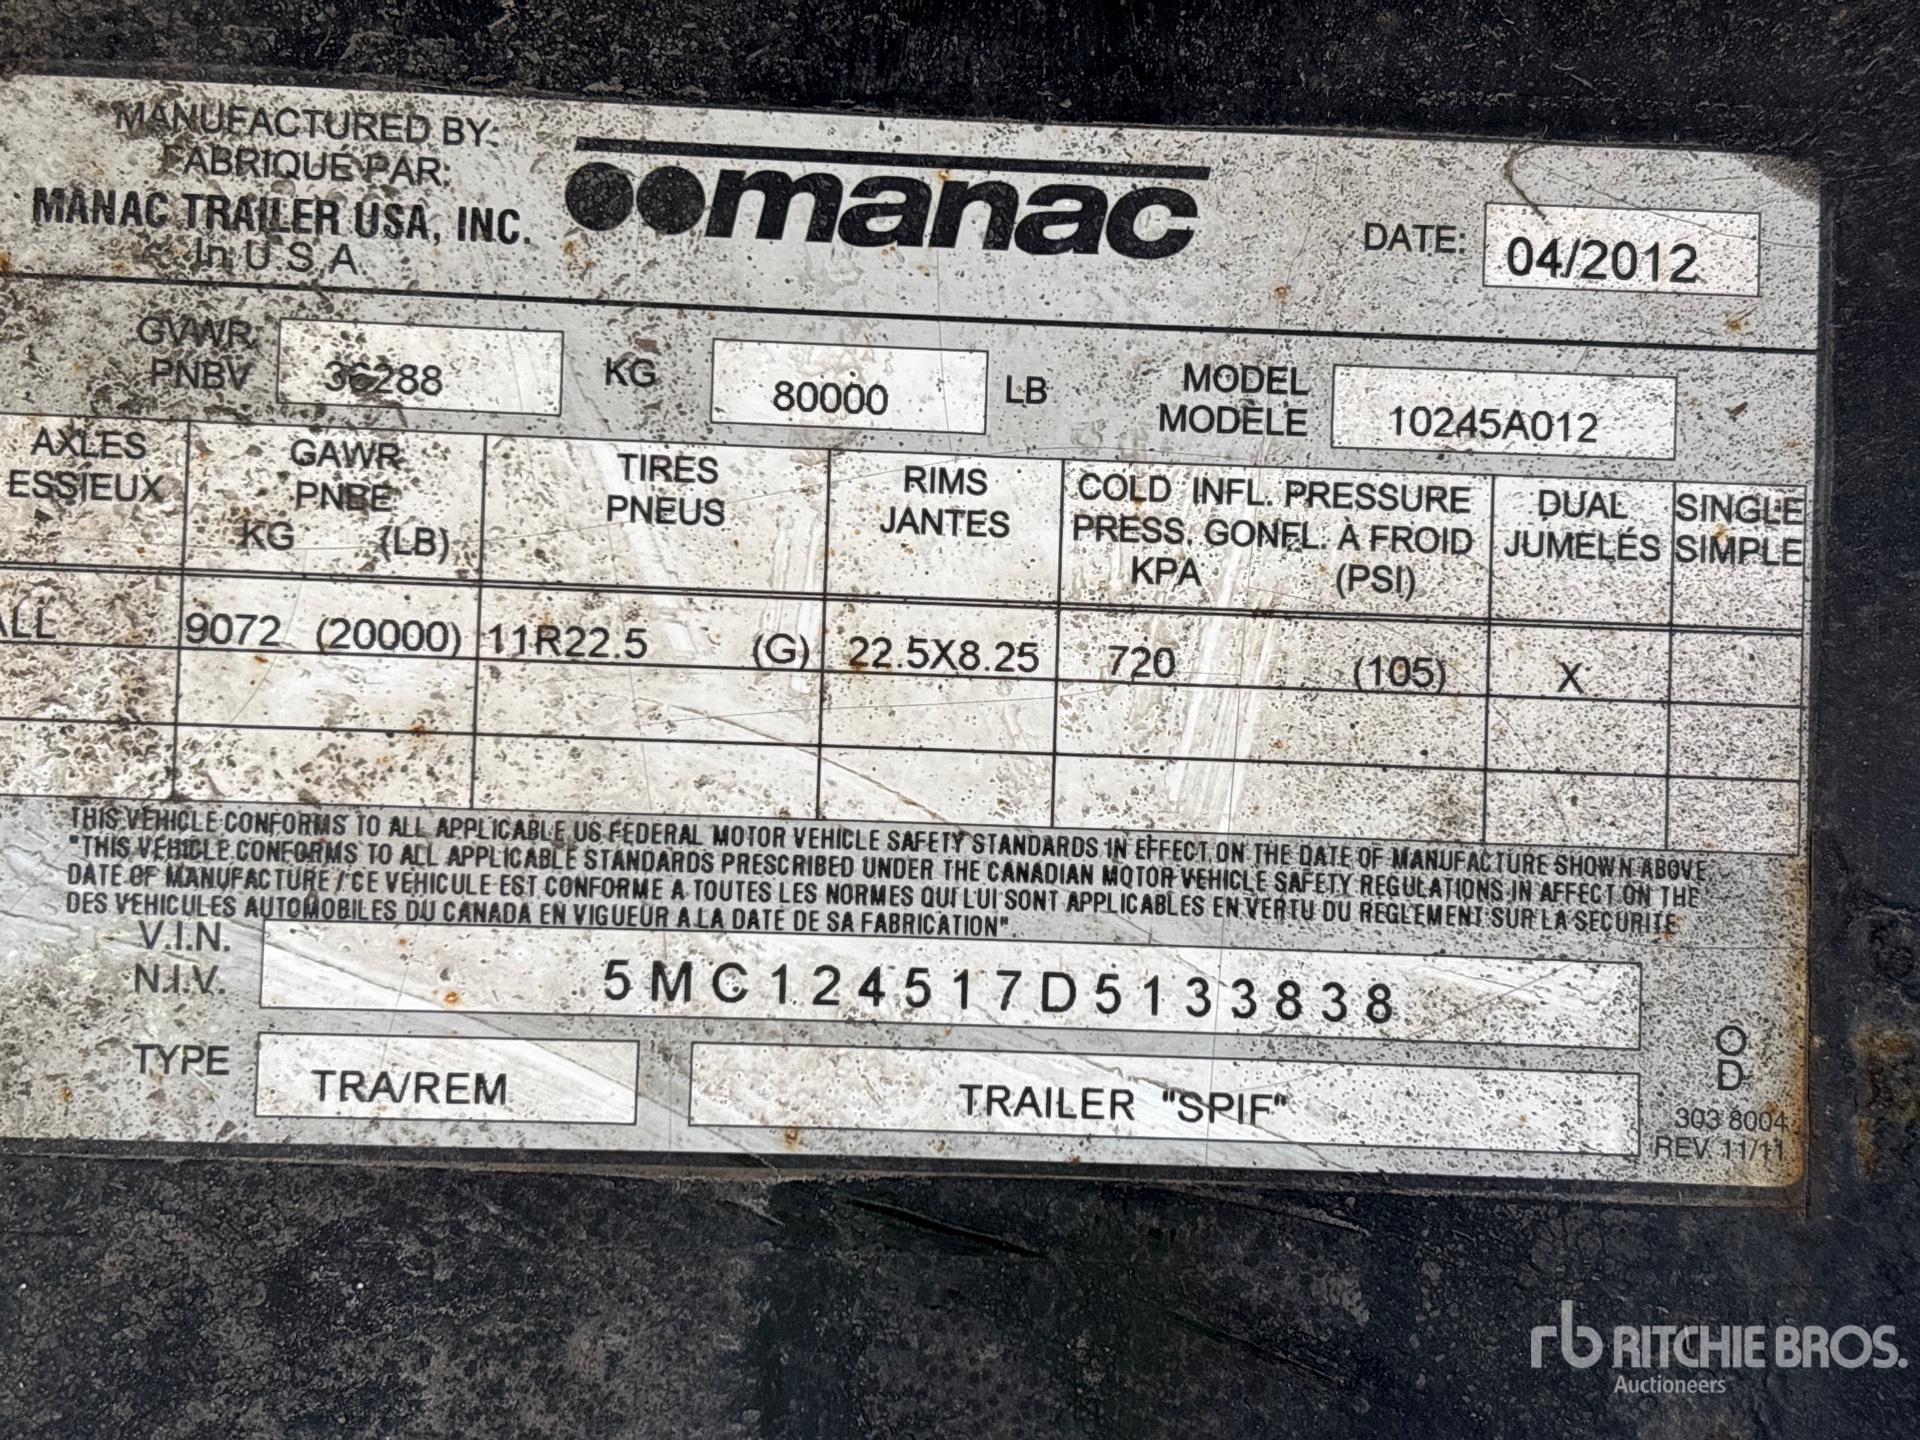 MANUFACTURED BY:
FABRIQUÉ PAR:
MANAC TRAILER USA, INC.
In U S A
manac
DATE: 04/2012
GVWR
PNBV
36288 KG 80000 LB
MODEL
MODÈLE
10245A012
AXLES
ESSIEUX
GAWR
PNBE
KG (LB)
TIRES
PNEUS
RIMS
JANTES
COLD INFL. PRESSURE
PRESS. GONFL. À FROID
KPA (PSI)
DUAL
JUMELÉS
SINGLE
SIMPLE
ALL 9072 (20000) 11R22.5 (G) 22.5X8.25 720 (105) X
THIS VEHICLE CONFORMS TO ALL APPLICABLE US FEDERAL MOTOR VEHICLE SAFETY STANDARDS IN EFFECT ON THE DATE OF MANUFACTURE SHOWN ABOVE
"THIS VEHICLE CONFORMS TO ALL APPLICABLE STANDARDS PRESCRIBED UNDER THE CANADIAN MOTOR VEHICLE SAFETY REGULATIONS IN AFFECT ON THE
DATE OF MANUFACTURE / CE VEHICULE EST CONFORME A TOUTES LES NORMES QUI LUI SONT APPLICABLES EN VERTU DU REGLEMENT SUR LA SECURITE
DES VEHICULES AUTOMOBILES DU CANADA EN VIGUEUR A LA DATE DE SA FABRICATION".
V.I.N.
N.I.V.
5MC124517D5133838
TYPE TRA/REM TRAILER "SPIF"
O
D
303 8004
REV. 11/11
rb RITCHIE BROS.
Auctioneers